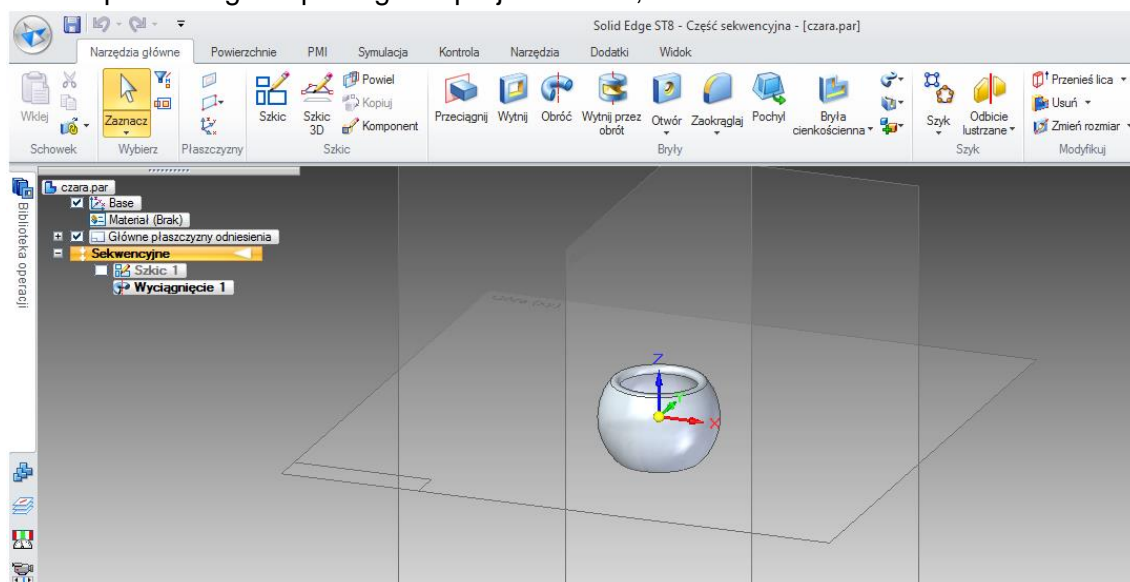 Solid Edge ST8 - Część sekwencyjna - [czara.par]
Narzędzia główne Powierzchnie PMI Symulacja Kontrola Narzędzia Dodatki Widok
Wklej
Schowek
Zaznacz
Wybierz
Płaszczyzny
Szkic
Szkic 3D
Powiel
Kopiuj
Komponent
Szkic
Przeciągnij
Wytnij
Obróć
Wytnij przez obrót
Otwór
Zaokrąglaj
Pochyl
Bryła cienkościenna
Bryły
Szyk
Odbicie lustrzane
Szyk
Przenieś lica
Usuń
Zmień rozmiar
Modyfikuj
Biblioteka operacji
czara.par
Base
Materiał (Brak)
Główne płaszczyzny odniesienia
Sekwencyjne
Szkic 1
Wyciągnięcie 1
Z
Y
X